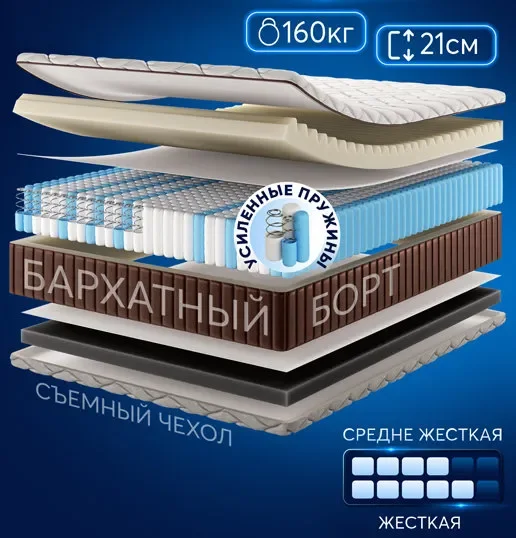 160кг
21см
УСИЛЕННЫЕ ПРУЖИНЫ
БАРХАТНЫЙ БОРТ
СЪЕМНЫЙ ЧЕХОЛ
СРЕДНЕ ЖЕСТКАЯ
ЖЕСТКАЯ